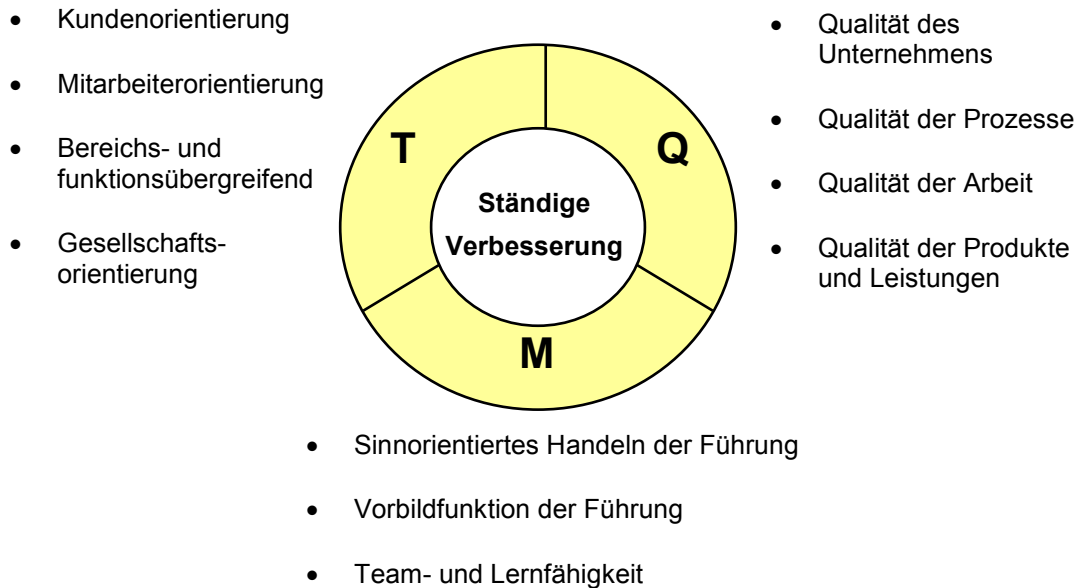 • Kundenorientierung
• Mitarbeiterorientierung
• Bereichs- und
funktionsübergreifend
• Gesellschafts-
orientierung
T
Q
Ständige
Verbesserung
M
• Qualität des
Unternehmens
• Qualität der Prozesse
• Qualität der Arbeit
• Qualität der Produkte
und Leistungen
• Sinnorientiertes Handeln der Führung
• Vorbildfunktion der Führung
• Team- und Lernfähigkeit